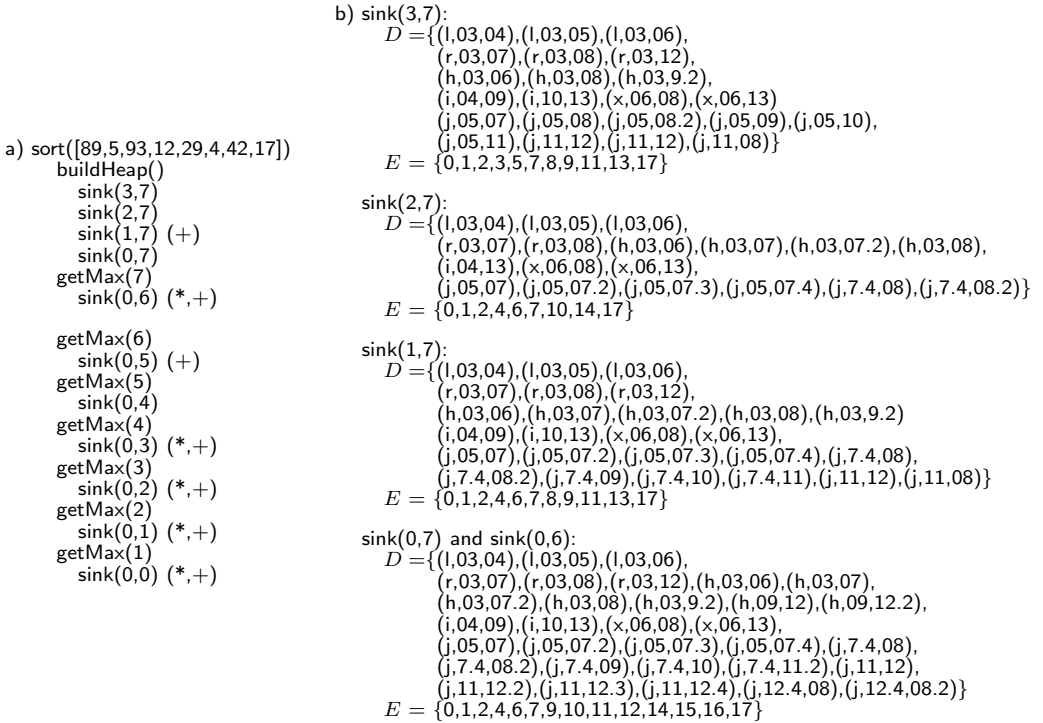 a) sort([89,5,93,12,29,4,42,17])
buildHeap()
sink(3,7)
sink(2,7)
sink(1,7) (+)
sink(0,7)
getMax(7)
sink(0,6) (*,+)
getMax(6)
sink(0,5) (+)
getMax(5)
sink(0,4)
getMax(4)
sink(0,3) (*,+)
getMax(3)
sink(0,2) (*,+)
getMax(2)
sink(0,1) (*,+)
getMax(1)
sink(0,0) (*,+)
b) sink(3,7):
D ={(l,03,04),(l,03,05),(l,03,06),
(r,03,07),(r,03,08),(r,03,12),
(h,03,06),(h,03,08),(h,03,9.2),
(i,04,09),(i,10,13),(x,06,08),(x,06,13)
(j,05,07),(j,05,08),(j,05,08.2),(j,05,09),(j,05,10),
(j,05,11),(j,11,12),(j,11,12),(j,11,08)}
E = {0,1,2,3,5,7,8,9,11,13,17}
sink(2,7):
D ={(l,03,04),(l,03,05),(l,03,06),
(r,03,07),(r,03,08),(h,03,06),(h,03,07),(h,03,07.2),(h,03,08),
(i,04,13),(x,06,08),(x,06,13),
(j,05,07),(j,05,07.2),(j,05,07.3),(j,05,07.4),(j,7.4,08),(j,7.4,08.2)}
E = {0,1,2,4,6,7,10,14,17}
sink(1,7):
D ={(l,03,04),(l,03,05),(l,03,06),
(r,03,07),(r,03,08),(r,03,12),
(h,03,06),(h,03,07),(h,03,07.2),(h,03,08),(h,03,9.2)
(i,04,09),(i,10,13),(x,06,08),(x,06,13),
(j,05,07),(j,05,07.2),(j,05,07.3),(j,05,07.4),(j,7.4,08),
(j,7.4,08.2),(j,7.4,09),(j,7.4,10),(j,7.4,11),(j,11,12),(j,11,08)}
E = {0,1,2,4,6,7,8,9,11,13,17}
sink(0,7) and sink(0,6):
D ={(l,03,04),(l,03,05),(l,03,06),
(r,03,07),(r,03,08),(r,03,12),(h,03,06),(h,03,07),
(h,03,07.2),(h,03,08),(h,03,9.2),(h,09,12),(h,09,12.2),
(i,04,09),(i,10,13),(x,06,08),(x,06,13),
(j,05,07),(j,05,07.2),(j,05,07.3),(j,05,07.4),(j,7.4,08)
(j,7.4,08.2),(j,7.4,09),(j,7.4,10),(j,7.4,11.2),(j,11,12),
(j,11,12.2),(j,11,12.3),(j,11,12.4),(j,12.4,08),(j,12.4,08.2)}
E = {0,1,2,4,6,7,9,10,11,12,14,15,16,17}